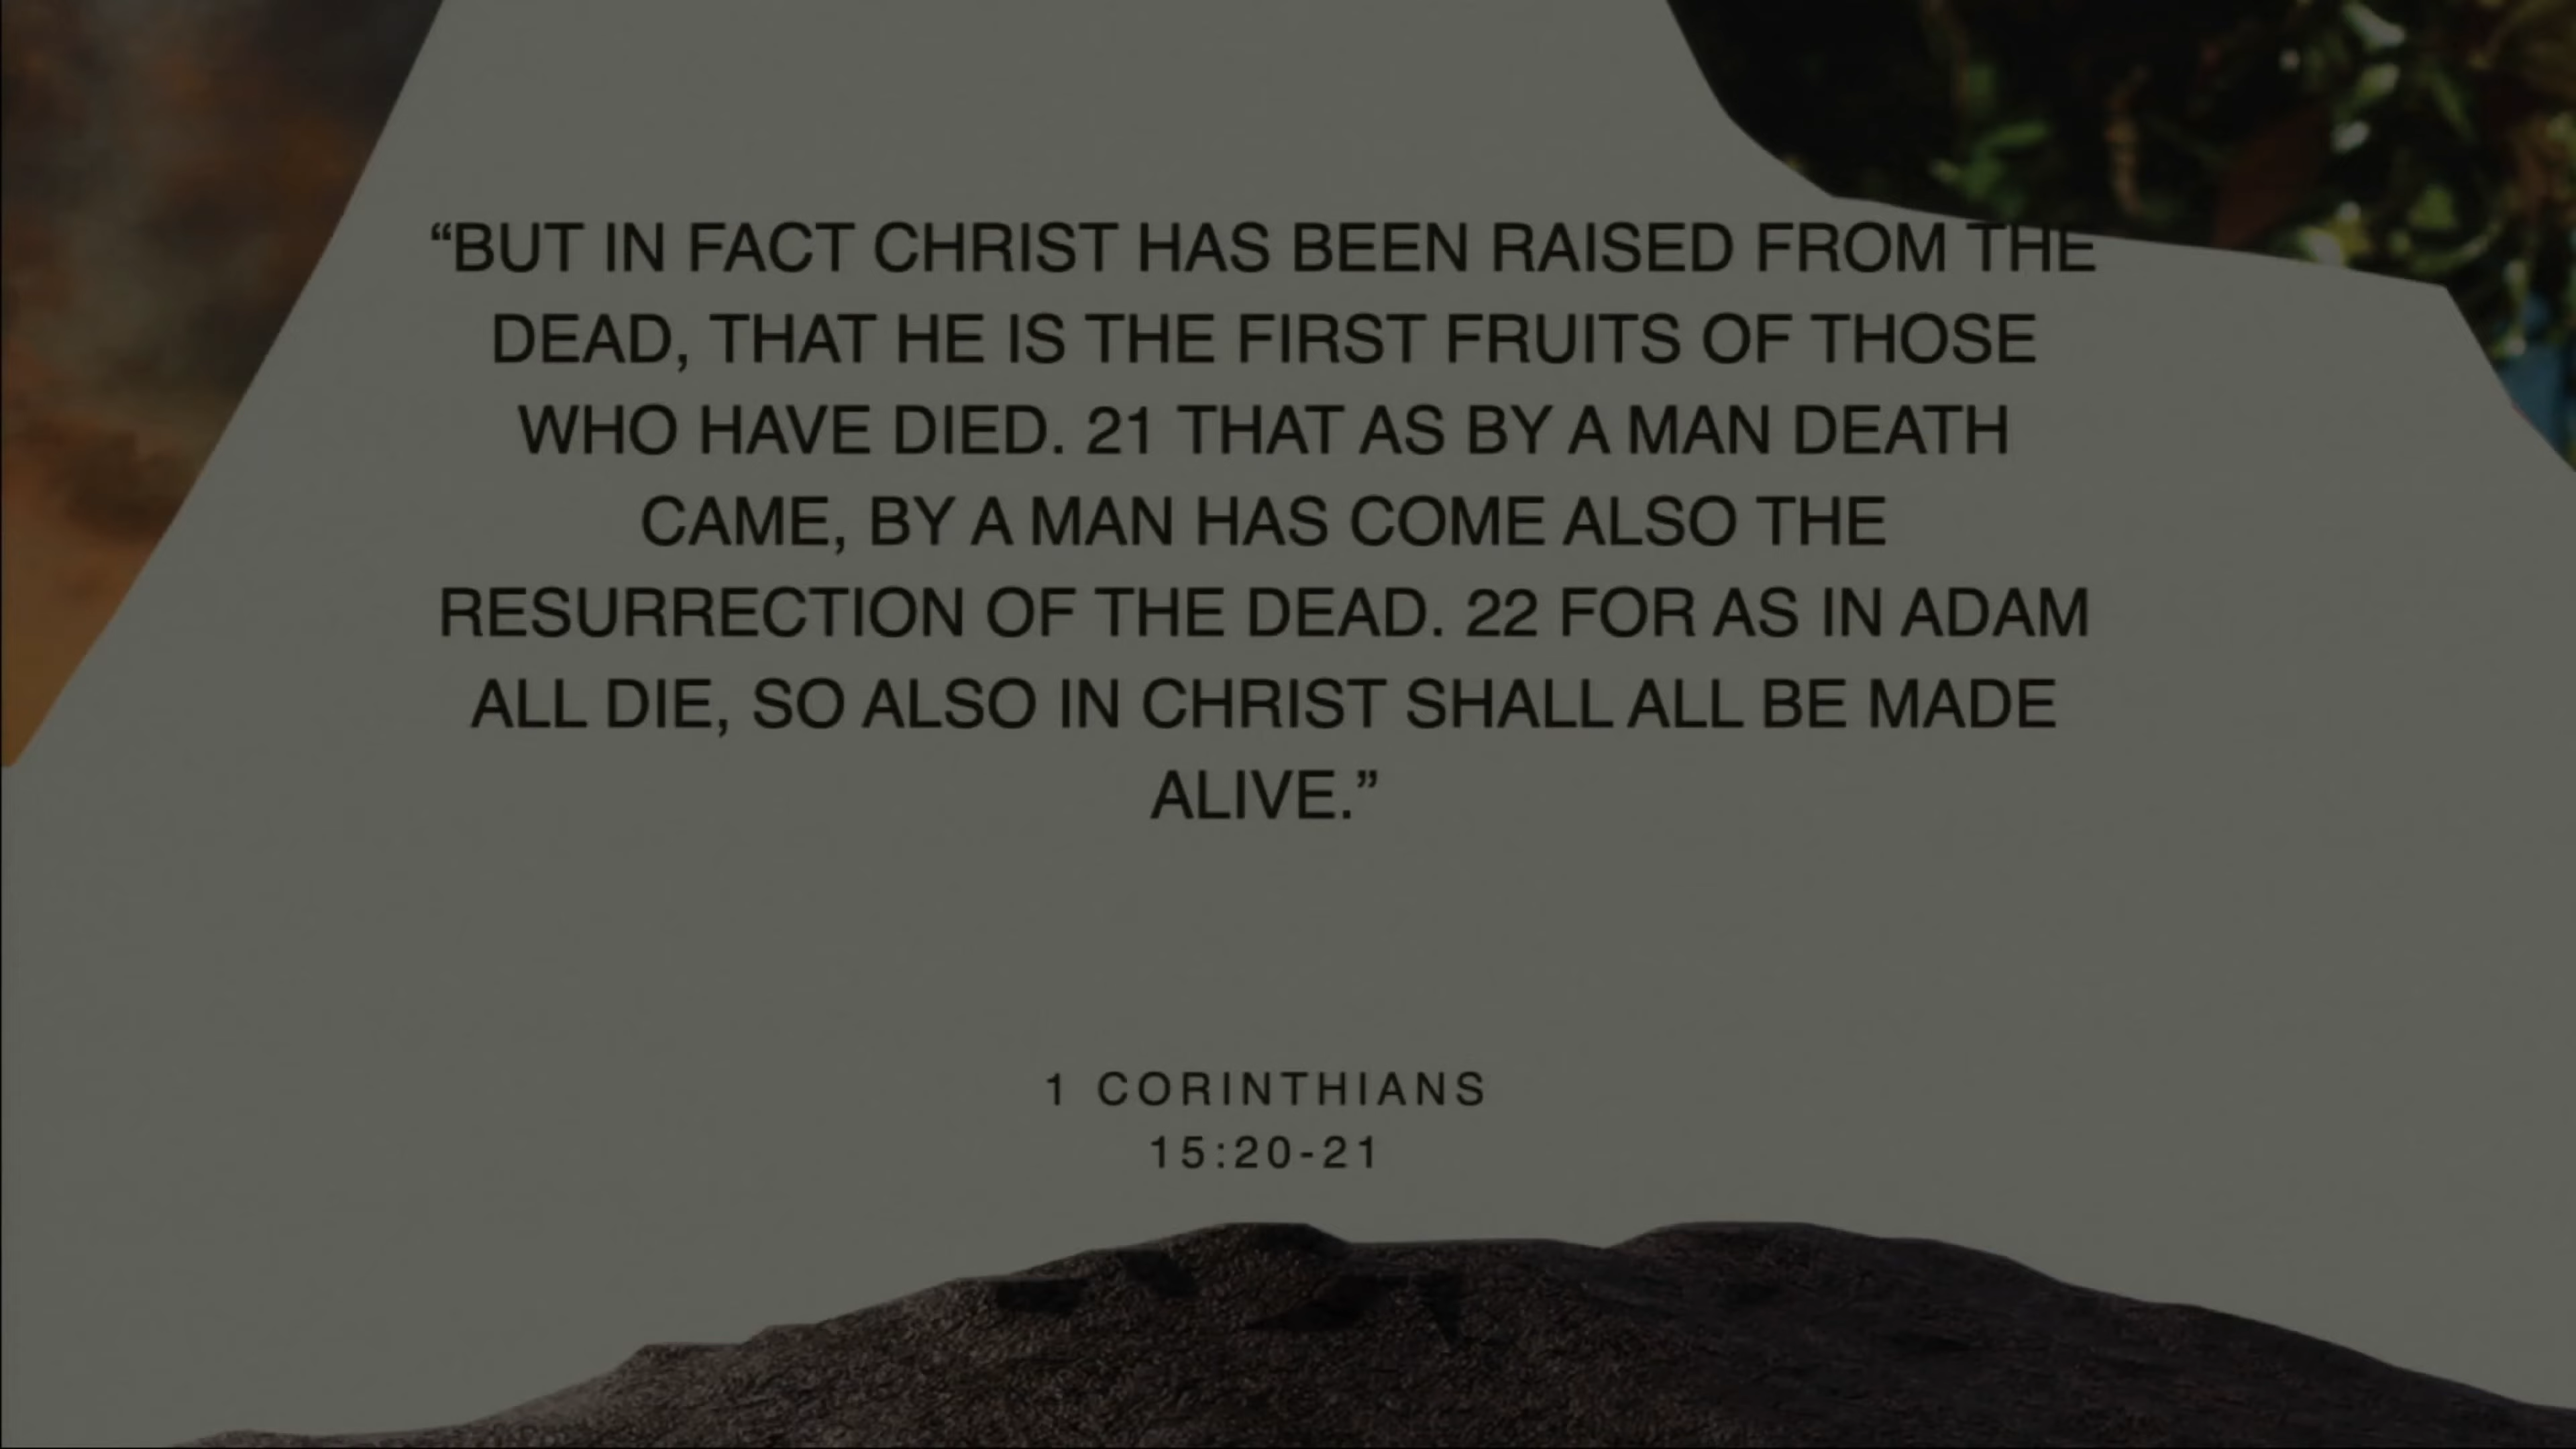 “BUT IN FACT CHRIST HAS BEEN RAISED FROM THE
DEAD, THAT HE IS THE FIRST FRUITS OF THOSE
WHO HAVE DIED. 21 THAT AS BY A MAN DEATH
CAME, BY A MAN HAS COME ALSO THE
RESURRECTION OF THE DEAD. 22 FOR AS IN ADAM
ALL DIE, SO ALSO IN CHRIST SHALL ALL BE MADE
ALIVE.”
1 CORINTHIANS
15:20-21